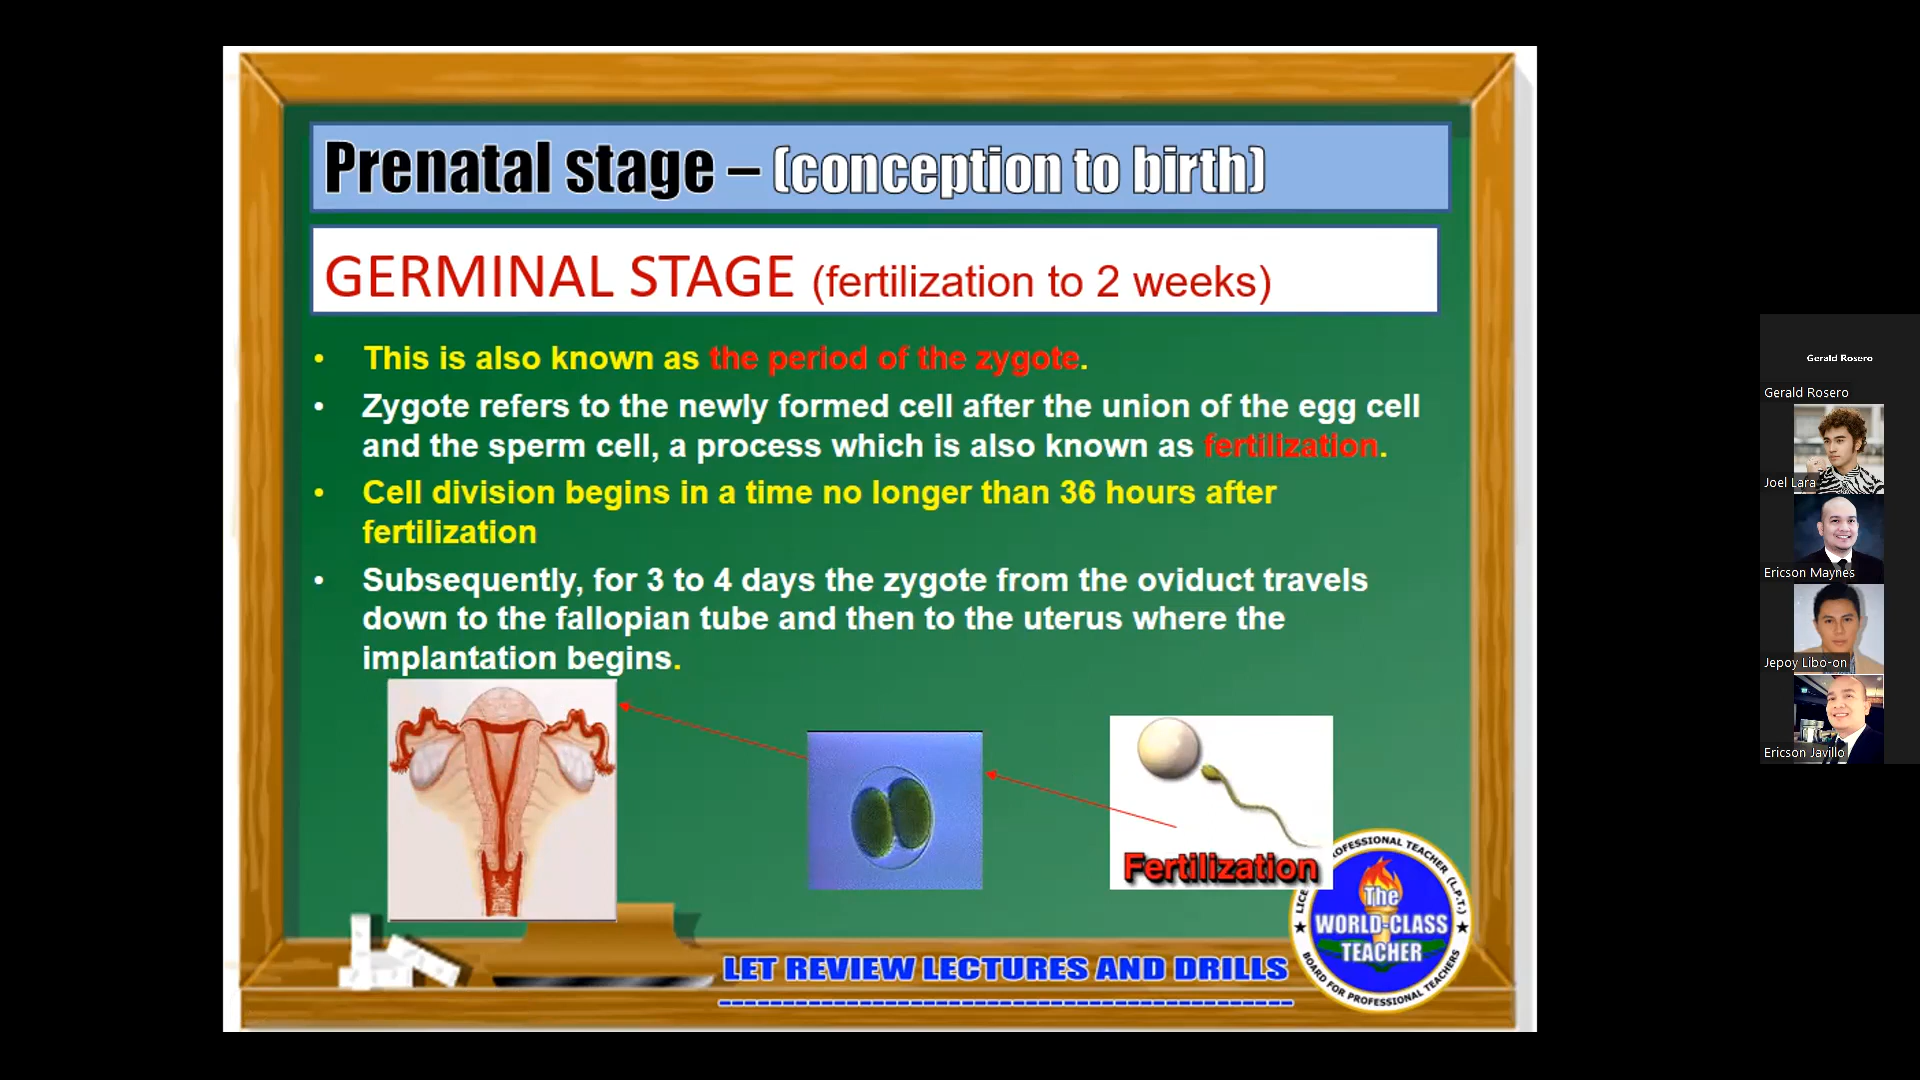 Prenatal stage – (conception to birth)
GERMINAL STAGE (fertilization to 2 weeks)
• This is also known as the period of the zygote.
• Zygote refers to the newly formed cell after the union of the egg cell
and the sperm cell, a process which is also known as fertilization.
• Cell division begins in a time no longer than 36 hours after
fertilization
• Subsequently, for 3 to 4 days the zygote from the oviduct travels
down to the fallopian tube and then to the uterus where the
implantation begins.
Fertilization
LICE PROFESSIONAL TEACHER (L.P.T.)
The
WORLD-CLASS
TEACHER
BOARD FOR PROFESSIONAL TEACHERS
LET REVIEW LECTURES AND DRILLS
Gerald Rosero
Gerald Rosero
Joel Lara
Ericson Maynes
Jepoy Libo-on
Ericson Javillo